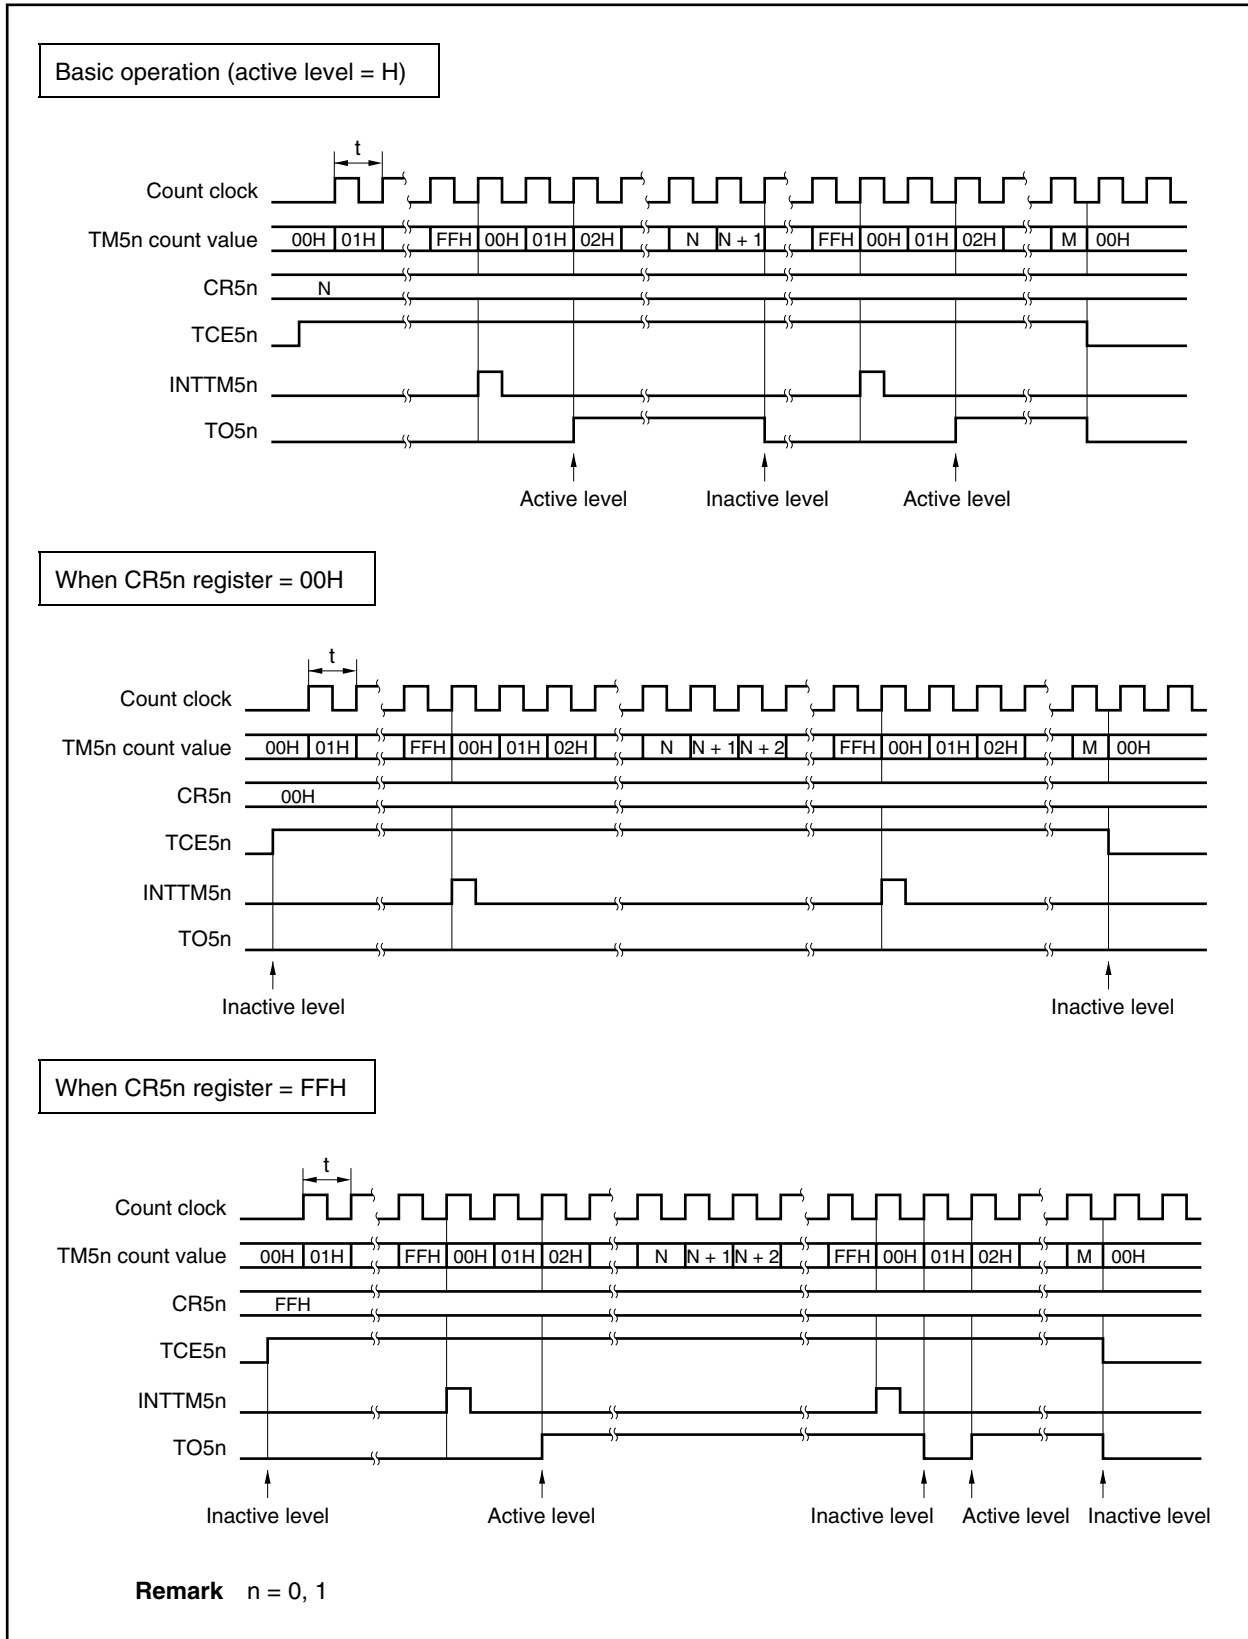 Basic operation (active level = H)
t
Count clock
TM5n count value 00H 01H FFH 00H 01H 02H N N + 1 FFH 00H 01H 02H M 00H
CR5n N
TCE5n
INTTM5n
TO5n
Active level Inactive level Active level
When CR5n register = 00H
t
Count clock
TM5n count value 00H 01H FFH 00H 01H 02H N N + 1 N + 2 FFH 00H 01H 02H M 00H
CR5n 00H
TCE5n
INTTM5n
TO5n
Inactive level Inactive level
When CR5n register = FFH
t
Count clock
TM5n count value 00H 01H FFH 00H 01H 02H N N + 1 N + 2 FFH 00H 01H 02H M 00H
CR5n FFH
TCE5n
INTTM5n
TO5n
Inactive level Active level Inactive level Active level Inactive level
Remark n = 0, 1